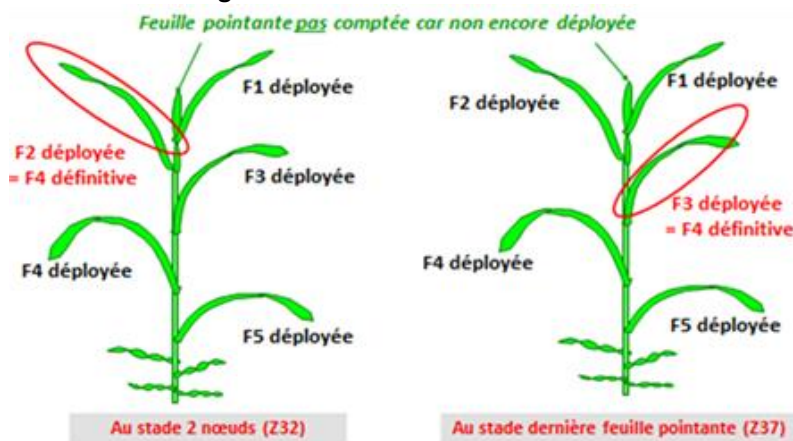 Feuille pointante pas comptée car non encore déployée
F1 déployée
F2 déployée
= F4 définitive
F3 déployée
F4 déployée
F5 déployée
Au stade 2 nœuds (Z32)
F1 déployée
F2 déployée
F3 déployée
= F4 définitive
F4 déployée
F5 déployée
Au stade dernière feuille pointante (Z37)